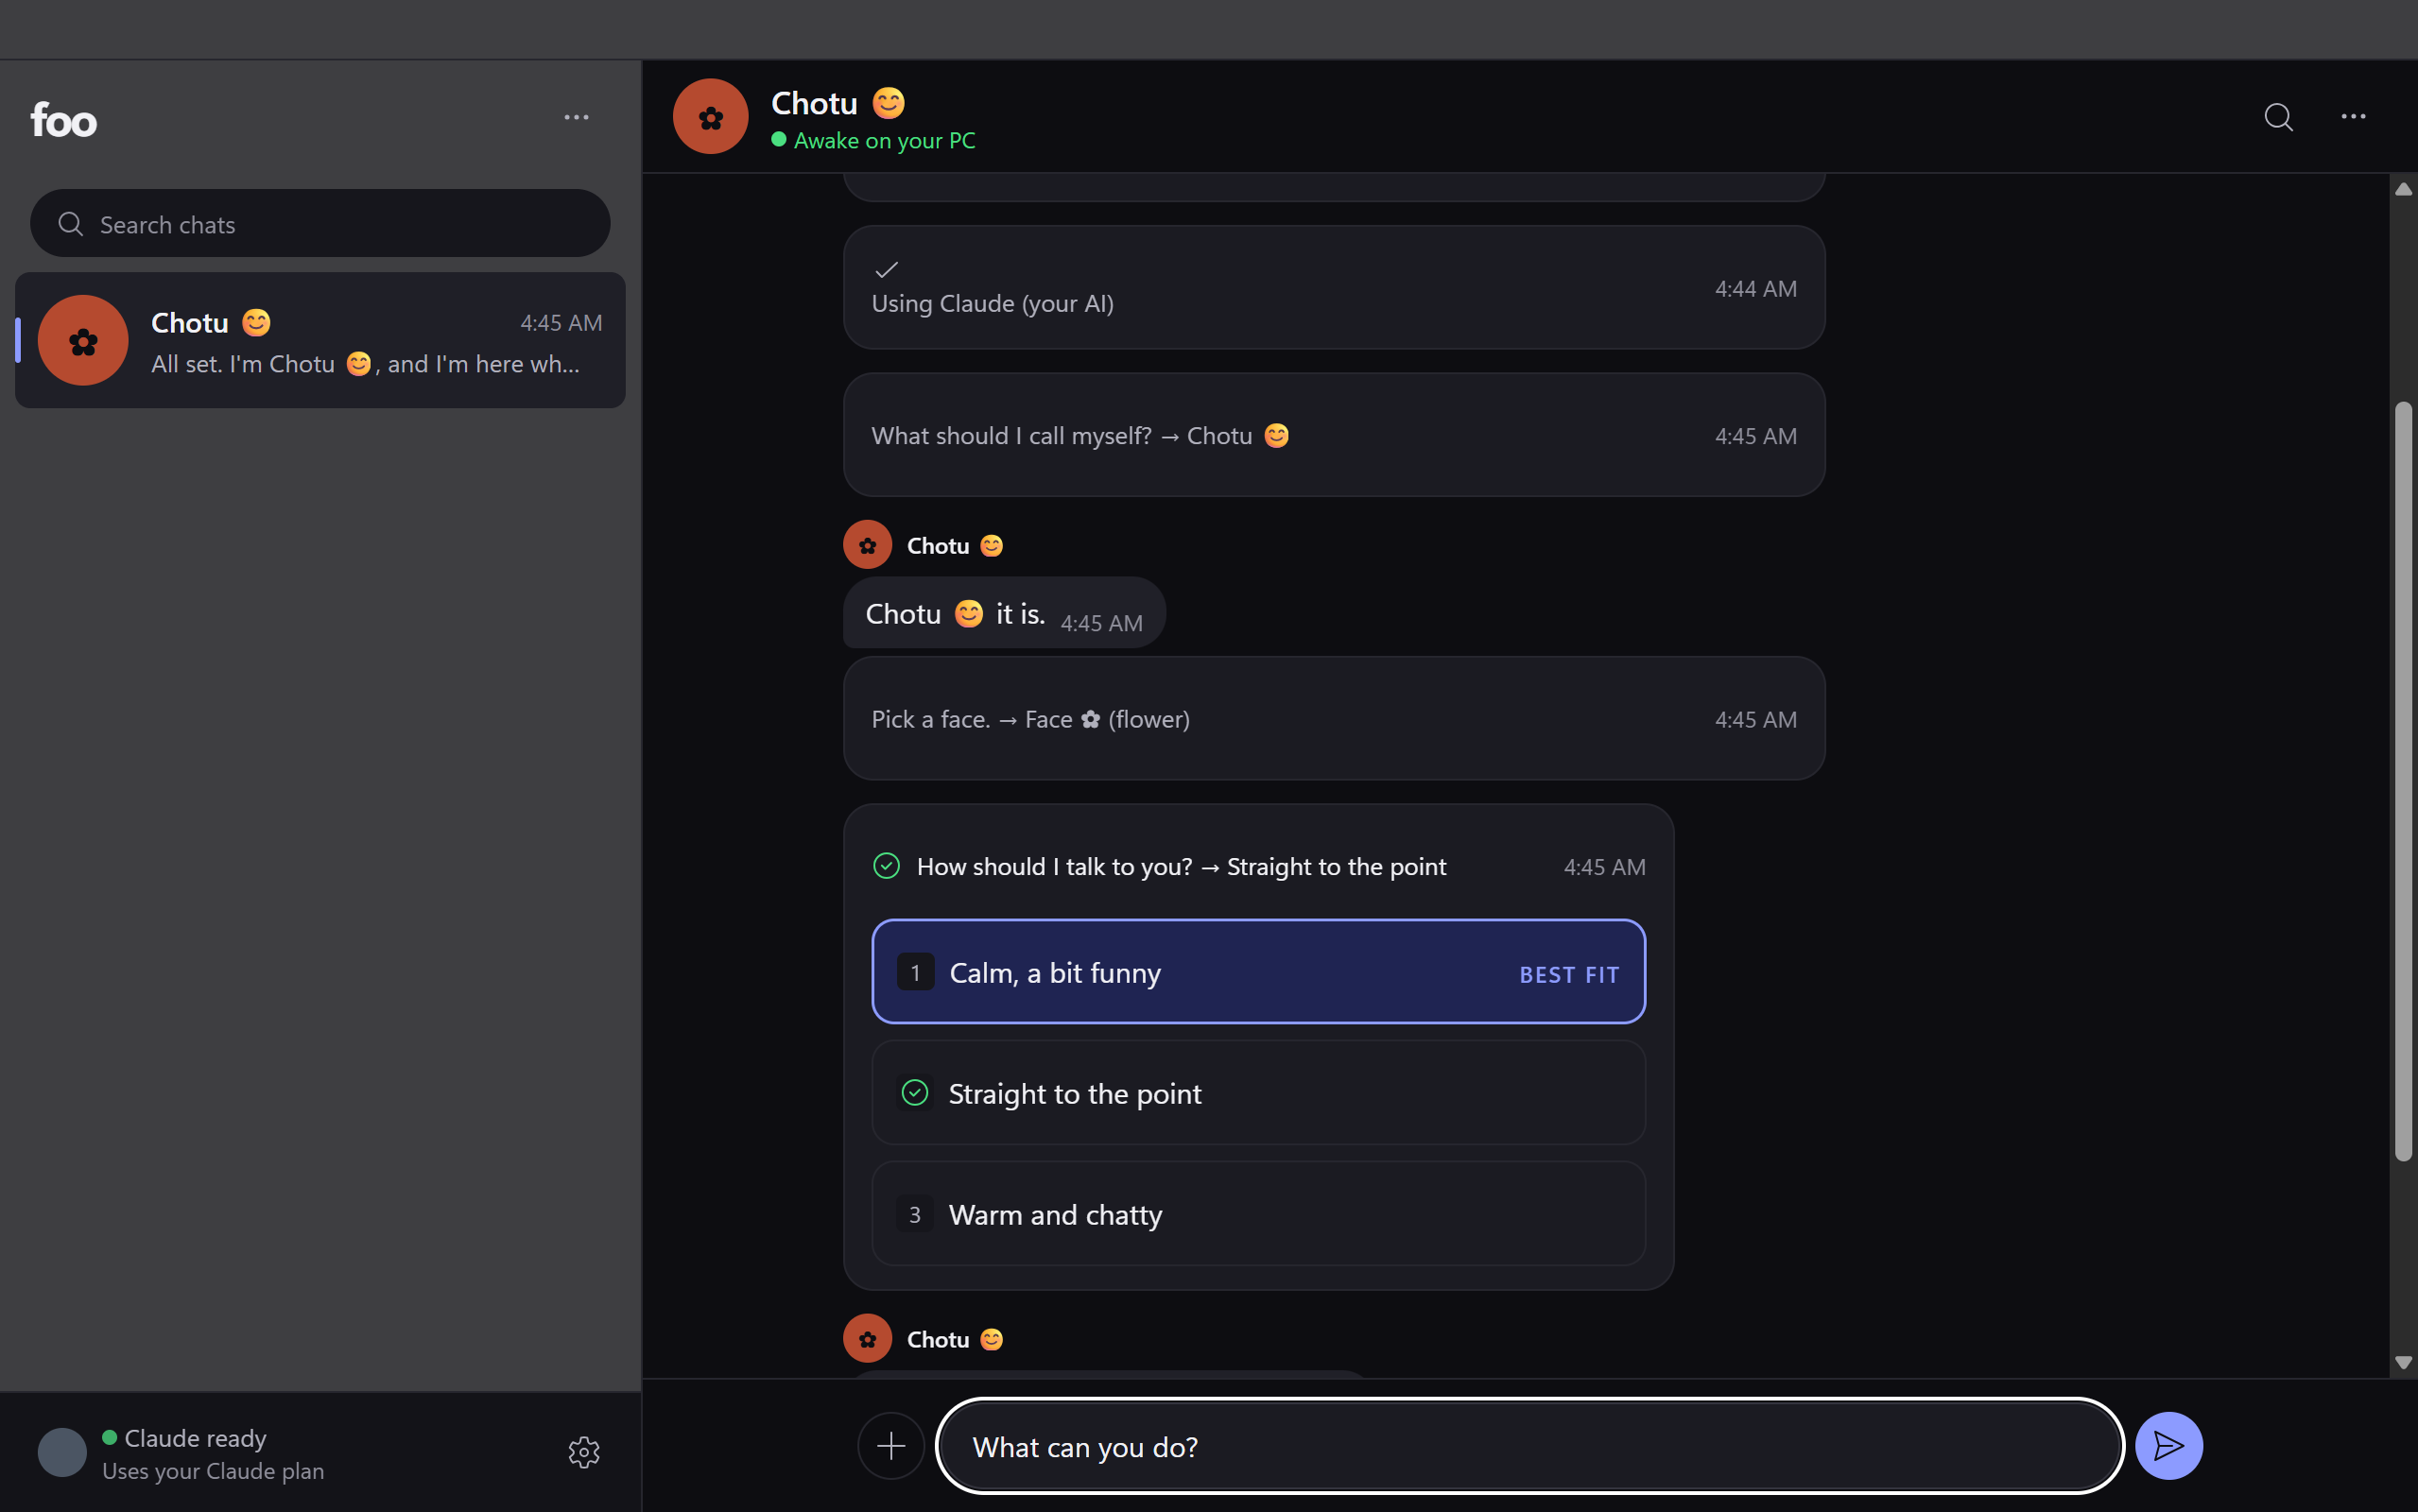 foo
Search chats
Chotu 😊
4:45 AM
All set. I'm Chotu 😊, and I'm here wh...
Claude ready
Uses your Claude plan
Chotu 😊
Awake on your PC
Using Claude (your AI)
4:44 AM
What should I call myself? → Chotu 😊
4:45 AM
Chotu 😊
Chotu 😊 it is. 4:45 AM
Pick a face. → Face ✿ (flower)
4:45 AM
How should I talk to you? → Straight to the point
4:45 AM
1 Calm, a bit funny
BEST FIT
Straight to the point
3 Warm and chatty
Chotu 😊
What can you do?